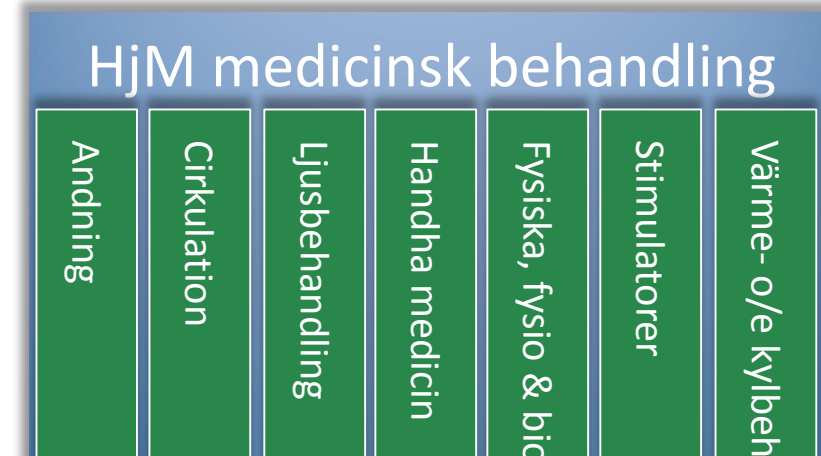 HjM medicinsk behandling
Andning
Cirkulation
Ljusbehandling
Handha medicin
Fysiska, fysio &
Stimulatorer
Värme- o/e